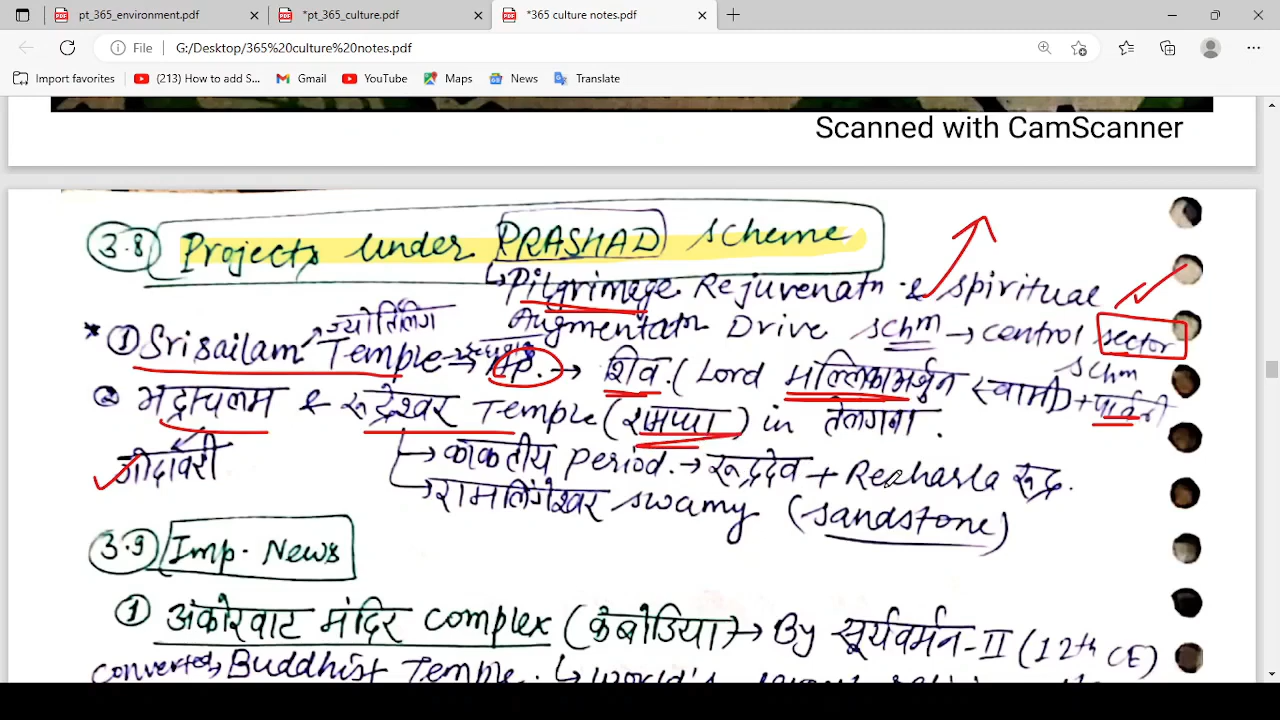 pt_365_environment.pdf
*pt_365_culture.pdf
*365 culture notes.pdf
File
G:/Desktop/365%20culture%20notes.pdf
Import favorites
(213) How to add S...
Gmail
YouTube
Maps
News
Translate
Scanned with CamScanner
3.8 Projects under PRASHAD scheme
Pilgrimage Rejuvenatn & spiritual
Augmentatn Drive schm → central sector schm
* ① Srisailam Temple → AP. → शिव (Lord मल्लिकार्मर्जुन स्वामी) + पार्वती
ज्योर्तिलिंग
② भद्राचलम & रूद्रेश्वर Temple (रामप्पा) in तेलंगना.
गोदावरी
→ काकतीय period. → रूद्रदेव + Recharla रूद्र.
→ रामलिंगेश्वर swamy (sandstone)
3.9 Imp. News
① अंकोरवाट मंदिर complex (कंबोडिया) → By सूर्यवर्मन-II (12th CE)
converted Buddhist Temple. world's